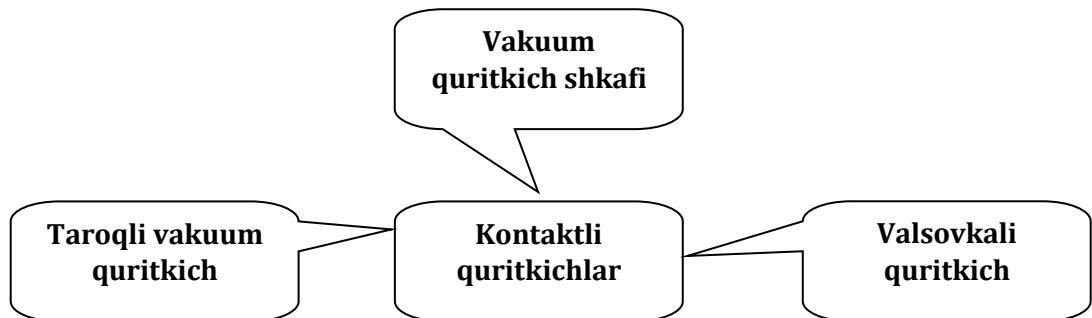 Vakuum
quritkich shkafi
Taroqli vakuum
quritkich
Kontaktli
quritkichlar
Valsovkali
quritkich